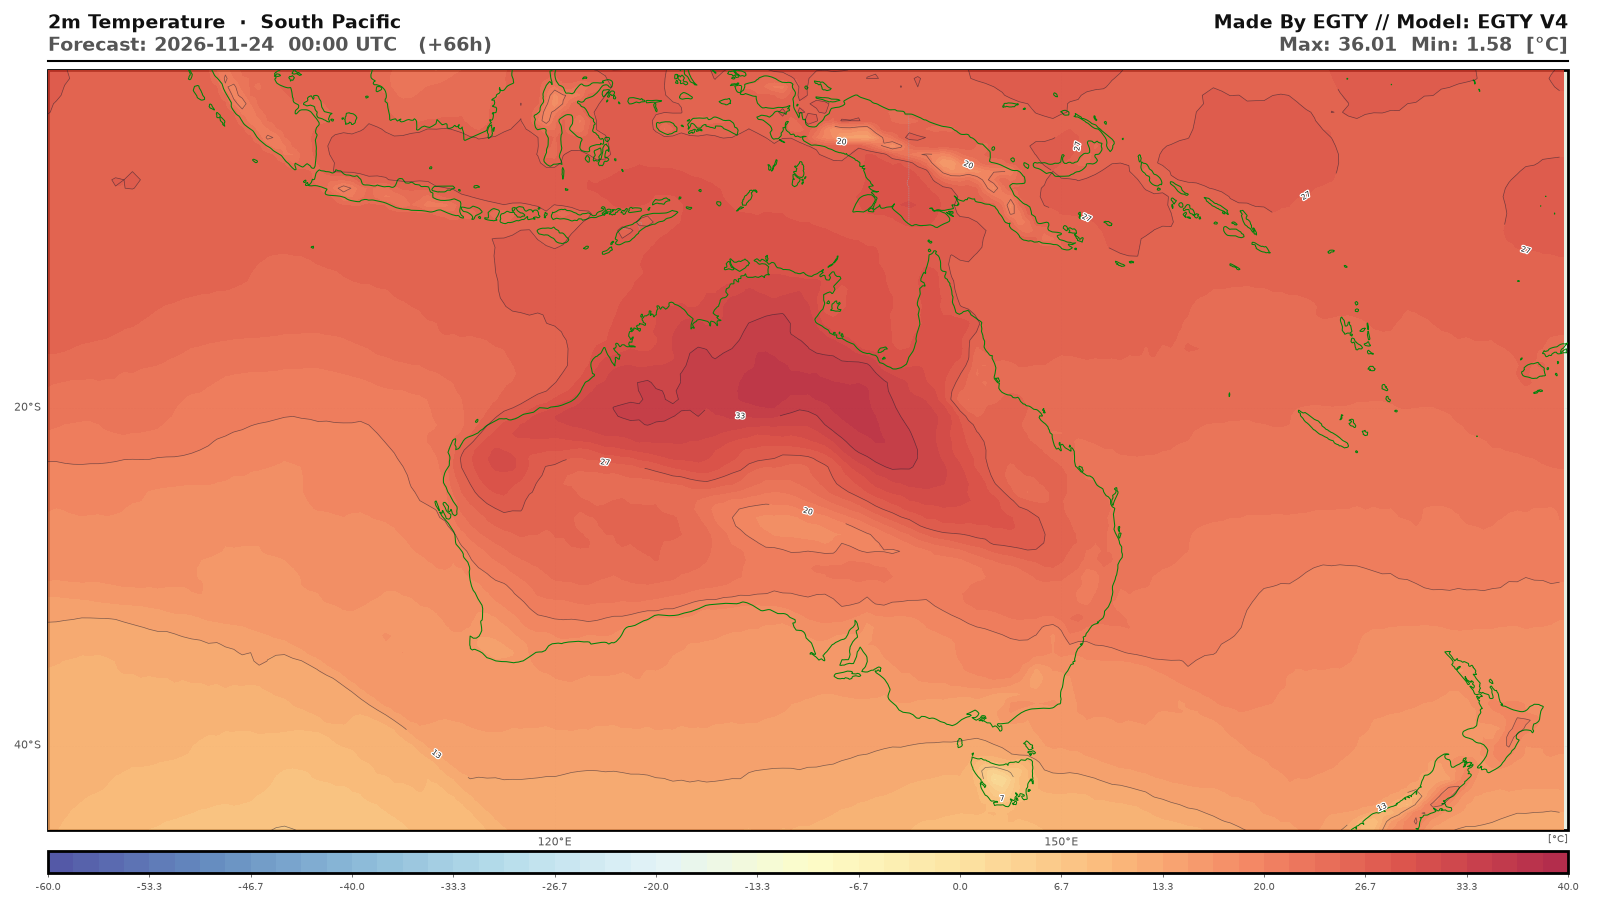 2m Temperature · South Pacific
Made By EGTY // Model: EGTY V4
Forecast: 2026-11-24 00:00 UTC (+66h)
Max: 36.01 Min: 1.58 [°C]
20
20
27
27
27
27
20°S
33
27
20
40°S
13
7
13
120°E
150°E
[°C]
-60.0 -53.3 -46.7 -40.0 -33.3 -26.7 -20.0 -13.3 -6.7 0.0 6.7 13.3 20.0 26.7 33.3 40.0